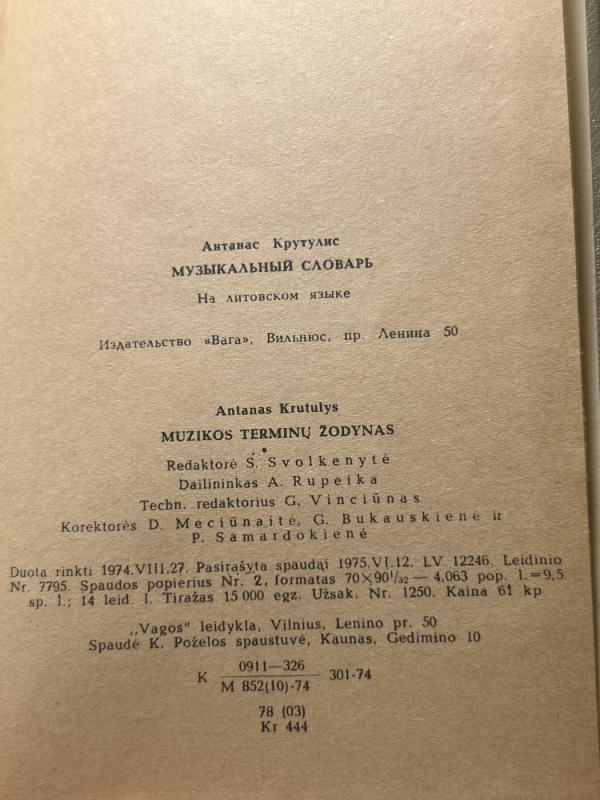 Антанас Крутулис
МУЗЫКАЛЬНЫЙ СЛОВАРЬ
На литовском языке
Издательство «Вага», Вильнюс, пр. Ленина 50
Antanas Krutulys
MUZIKOS TERMINŲ ŽODYNAS
Redaktorė S. Svolkenytė
Dailininkas A. Rupeika
Techn. redaktorius G. Vinciūnas
Korektorės D. Meciūnaitė, G. Bukauskienė ir
P. Samardokienė
Duota rinkti 1974.VIII.27. Pasirašyta spaudai 1975.VI.12. LV 12246. Leidinio
Nr. 7795. Spaudos popierius Nr. 2, formatas 70×90¹/₃₂ — 4,063 pop. l.=9,5
sp. l.; 14 leid. l. Tiražas 15 000 egz. Užsak. Nr. 1250. Kaina 61 kp
„Vagos" leidykla, Vilnius, Lenino pr. 50
Spaudė K. Poželos spaustuvė, Kaunas, Gedimino 10
K 0911—326 301-74
M 852(10)-74
78 (03)
Kr 444